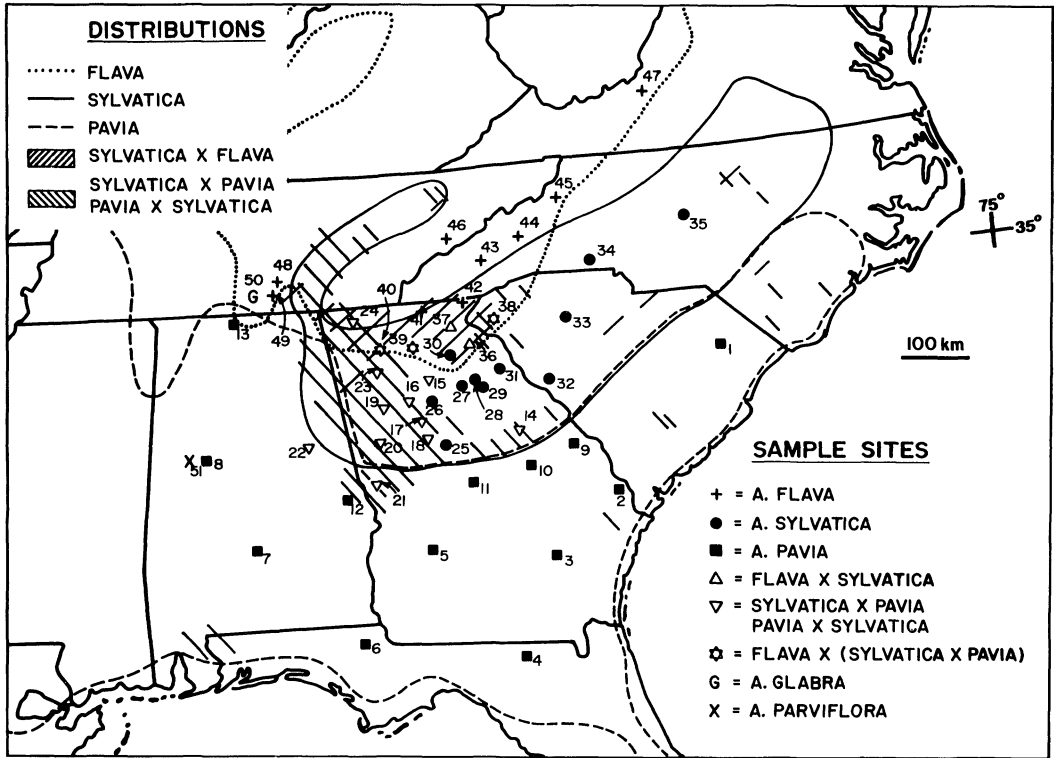 DISTRIBUTIONS
FLAVA
SYLVATICA
PAVIA
SYLVATICA X FLAVA
SYLVATICA X PAVIA
PAVIA X SYLVATICA
47
45
46
44
43
35
34
75°
35°
48
50
G
49
13
42
40
41
37
38
24
39
30
36
33
1
100 km
23
16
15
31
32
27
29
28
19
26
17
14
20
18
25
22
X
51
8
9
10
11
2
12
21
7
5
3
6
4
SAMPLE SITES
+ = A. FLAVA
● = A. SYLVATICA
■ = A. PAVIA
△ = FLAVA X SYLVATICA
▽ = SYLVATICA X PAVIA
PAVIA X SYLVATICA
✡ = FLAVA X (SYLVATICA X PAVIA)
G = A. GLABRA
X = A. PARVIFLORA